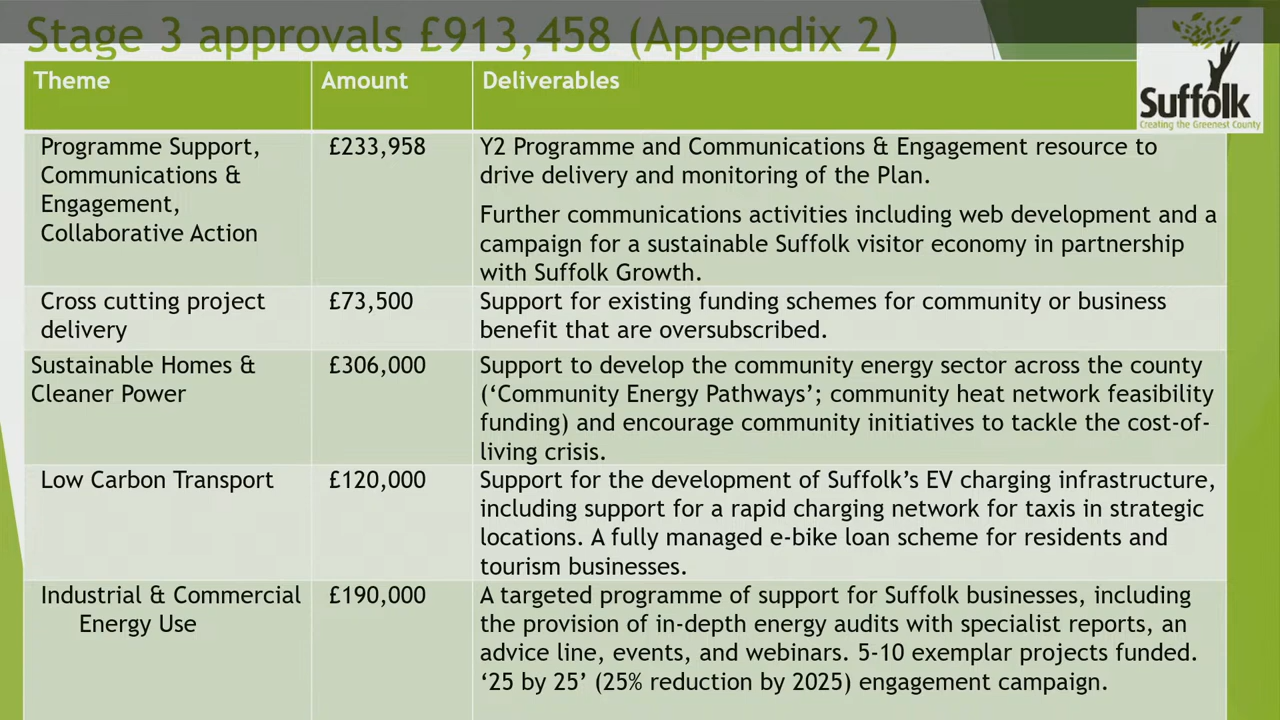 Stage 3 approvals £913,458 (Appendix 2)
Suffolk
Creating the Greenest County
Theme
Amount
Deliverables
Programme Support,
Communications &
Engagement,
Collaborative Action
£233,958
Y2 Programme and Communications & Engagement resource to
drive delivery and monitoring of the Plan.
Further communications activities including web development and a
campaign for a sustainable Suffolk visitor economy in partnership
with Suffolk Growth.
Cross cutting project
delivery
£73,500
Support for existing funding schemes for community or business
benefit that are oversubscribed.
Sustainable Homes &
Cleaner Power
£306,000
Support to develop the community energy sector across the county
(‘Community Energy Pathways’; community heat network feasibility
funding) and encourage community initiatives to tackle the cost-of-
living crisis.
Low Carbon Transport
£120,000
Support for the development of Suffolk’s EV charging infrastructure,
including support for a rapid charging network for taxis in strategic
locations. A fully managed e-bike loan scheme for residents and
tourism businesses.
Industrial & Commercial
Energy Use
£190,000
A targeted programme of support for Suffolk businesses, including
the provision of in-depth energy audits with specialist reports, an
advice line, events, and webinars. 5-10 exemplar projects funded.
‘25 by 25’ (25% reduction by 2025) engagement campaign.